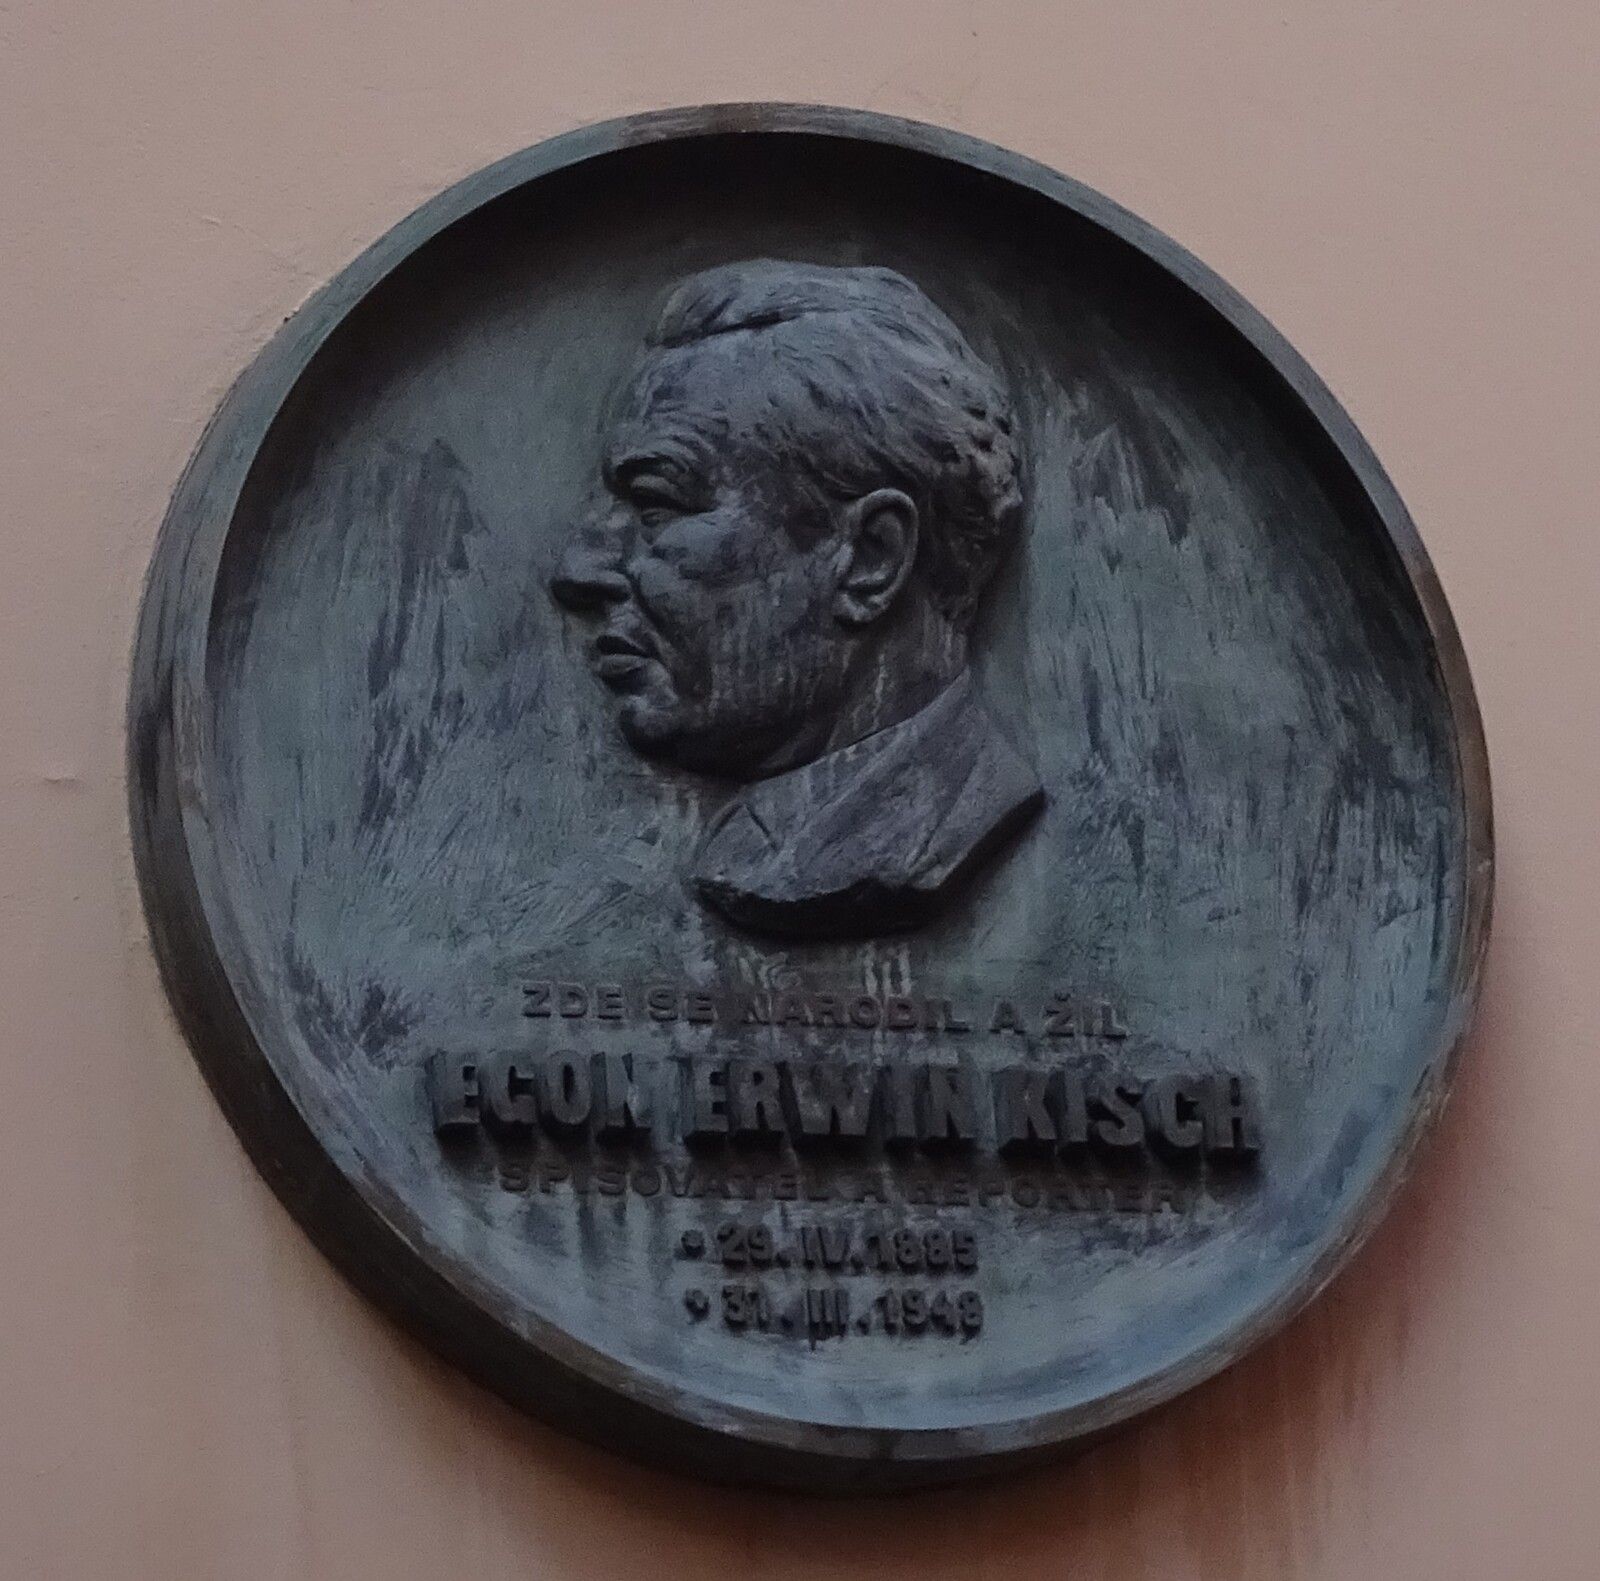 ZDE SE NARODIL A ŽIL
EGON ERWIN KISCH
SPISOVATEL A REPORTER
* 29. IV. 1885
+ 31. III. 1948